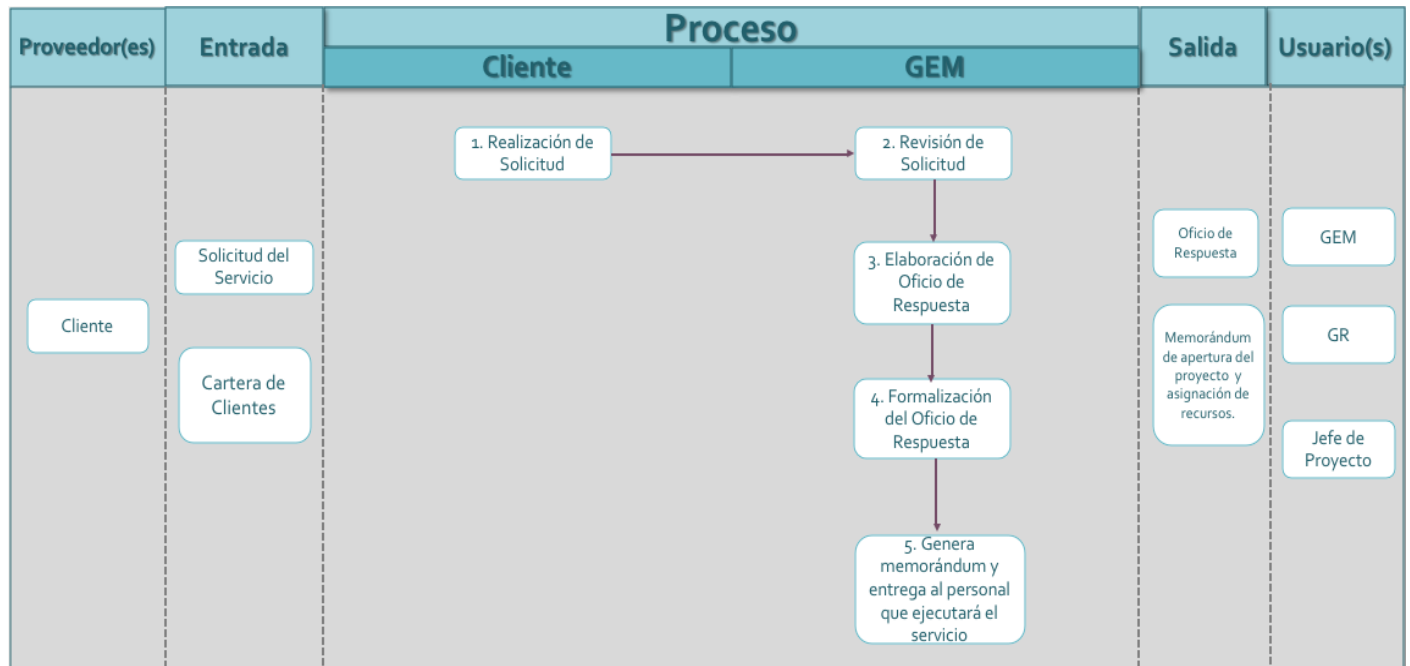 Proveedor(es)
Entrada
Proceso
Cliente
GEM
Salida
Usuario(s)
Cliente
Solicitud del
Servicio
Cartera de
Clientes
1. Realización de
Solicitud
2. Revisión de
Solicitud
3. Elaboración de
Oficio de
Respuesta
4. Formalización
del Oficio de
Respuesta
5. Genera
memorándum y
entrega al personal
que ejecutará el
servicio
Oficio de
Respuesta
Memorándum
de apertura del
proyecto y
asignación de
recursos.
GEM
GR
Jefe de
Proyecto